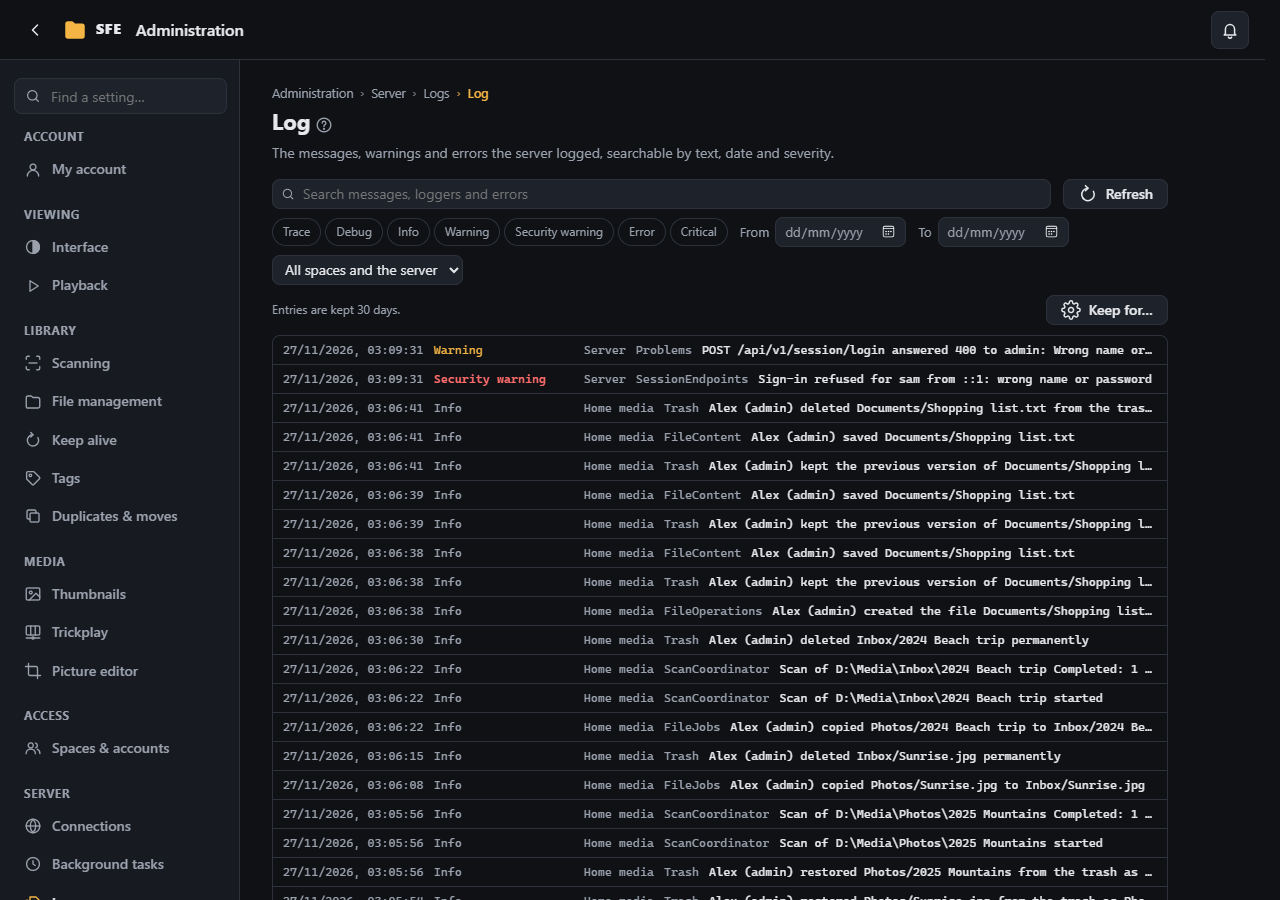 SFE Administration
Find a setting...
ACCOUNT
My account
VIEWING
Interface
Playback
LIBRARY
Scanning
File management
Keep alive
Tags
Duplicates & moves
MEDIA
Thumbnails
Trickplay
Picture editor
ACCESS
Spaces & accounts
SERVER
Connections
Background tasks
Administration › Server › Logs › Log
Log ?
The messages, warnings and errors the server logged, searchable by text, date and severity.
Search messages, loggers and errors Refresh
Trace Debug Info Warning Security warning Error Critical From dd/mm/yyyy To dd/mm/yyyy
All spaces and the server
Entries are kept 30 days. Keep for...
27/11/2026, 03:09:31 Warning Server Problems POST /api/v1/session/login answered 400 to admin: Wrong name or…
27/11/2026, 03:09:31 Security warning Server SessionEndpoints Sign-in refused for sam from ::1: wrong name or password
27/11/2026, 03:06:41 Info Home media Trash Alex (admin) deleted Documents/Shopping list.txt from the tras…
27/11/2026, 03:06:41 Info Home media FileContent Alex (admin) saved Documents/Shopping list.txt
27/11/2026, 03:06:41 Info Home media Trash Alex (admin) kept the previous version of Documents/Shopping l…
27/11/2026, 03:06:39 Info Home media FileContent Alex (admin) saved Documents/Shopping list.txt
27/11/2026, 03:06:39 Info Home media Trash Alex (admin) kept the previous version of Documents/Shopping l…
27/11/2026, 03:06:38 Info Home media FileContent Alex (admin) saved Documents/Shopping list.txt
27/11/2026, 03:06:38 Info Home media Trash Alex (admin) kept the previous version of Documents/Shopping l…
27/11/2026, 03:06:38 Info Home media FileOperations Alex (admin) created the file Documents/Shopping list…
27/11/2026, 03:06:30 Info Home media Trash Alex (admin) deleted Inbox/2024 Beach trip permanently
27/11/2026, 03:06:22 Info Home media ScanCoordinator Scan of D:\Media\Inbox\2024 Beach trip Completed: 1 …
27/11/2026, 03:06:22 Info Home media ScanCoordinator Scan of D:\Media\Inbox\2024 Beach trip started
27/11/2026, 03:06:22 Info Home media FileJobs Alex (admin) copied Photos/2024 Beach trip to Inbox/2024 Be…
27/11/2026, 03:06:15 Info Home media Trash Alex (admin) deleted Inbox/Sunrise.jpg permanently
27/11/2026, 03:06:08 Info Home media FileJobs Alex (admin) copied Photos/Sunrise.jpg to Inbox/Sunrise.jpg
27/11/2026, 03:05:56 Info Home media ScanCoordinator Scan of D:\Media\Photos\2025 Mountains Completed: 1 …
27/11/2026, 03:05:56 Info Home media ScanCoordinator Scan of D:\Media\Photos\2025 Mountains started
27/11/2026, 03:05:56 Info Home media Trash Alex (admin) restored Photos/2025 Mountains from the trash as …